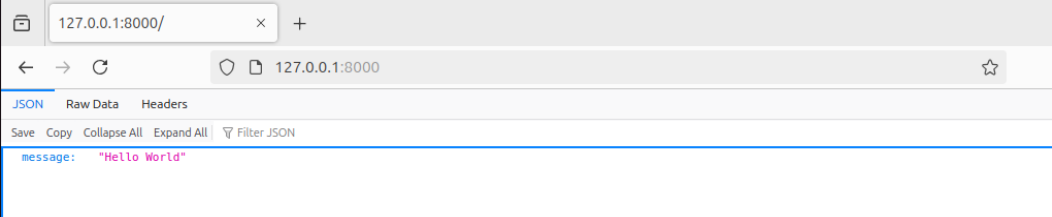 127.0.0.1:8000/
127.0.0.1:8000
JSON Raw Data Headers
Save Copy Collapse All Expand All Filter JSON
message: "Hello World"